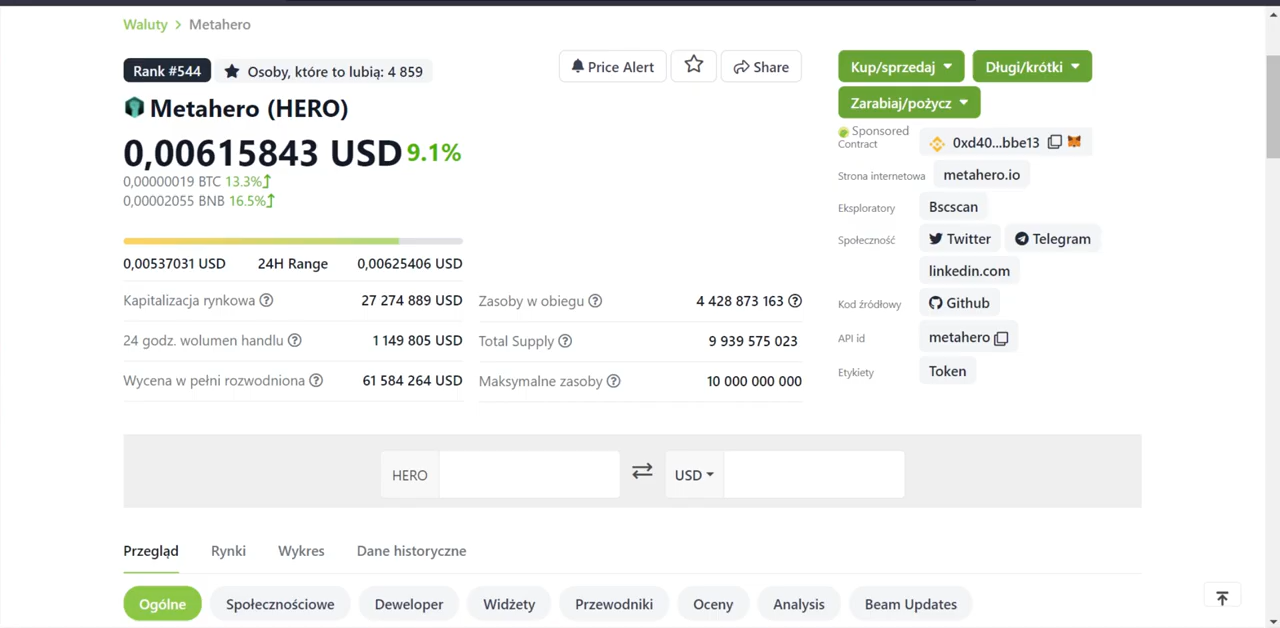 Waluty > Metahero
Rank #544 Osoby, które to lubią: 4 859
Price Alert
Share
Metahero (HERO)
0,00615843 USD 9.1%
0,00000019 BTC 13.3%
0,00002055 BNB 16.5%
0,00537031 USD 24H Range 0,00625406 USD
Kapitalizacja rynkowa 27 274 889 USD
24 godz. wolumen handlu 1 149 805 USD
Wycena w pełni rozwodniona 61 584 264 USD
Zasoby w obiegu 4 428 873 163
Total Supply 9 939 575 023
Maksymalne zasoby 10 000 000 000
Kup/sprzedaj Długi/krótki
Zarabiaj/pożycz
Sponsored
Contract 0xd40...bbe13
Strona internetowa metahero.io
Eksploratory Bscscan
Społeczność Twitter Telegram
linkedin.com
Kod źródłowy Github
API id metahero
Etykiety Token
HERO USD
Przegląd Rynki Wykres Dane historyczne
Ogólne Społecznościowe Deweloper Widżety Przewodniki Oceny Analysis Beam Updates